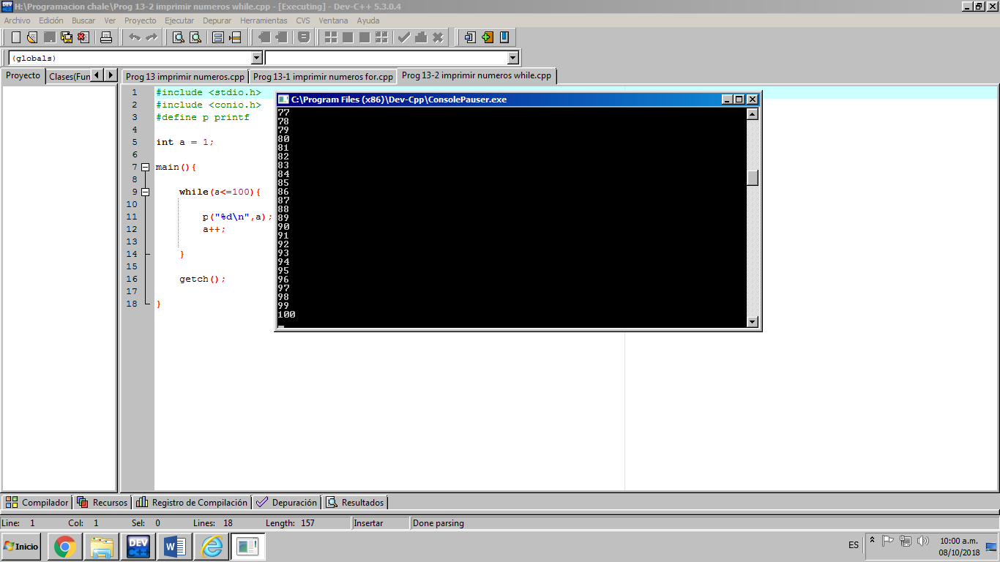 H:\Programacion chale\Prog 13-2 imprimir numeros while.cpp - [Executing] - Dev-C++ 5.3.0.4
Archivo Edición Buscar Ver Proyecto Ejecutar Depurar Herramientas CVS Ventana Ayuda
(globals)
Proyecto Clases(Fun Prog 13 imprimir numeros.cpp Prog 13-1 imprimir numeros for.cpp Prog 13-2 imprimir numeros while.cpp
1 #include <stdio.h>
2 #include <conio.h>
3 #define p printf
4
5 int a = 1;
6
7 main(){
8
9 while(a<=100){
10
11 p("%d\n",a);
12 a++;
13
14 }
15
16 getch();
17
18 }
C:\Program Files (x86)\Dev-Cpp\ConsolePauser.exe
77
78
79
80
81
82
83
84
85
86
87
88
89
90
91
92
93
94
95
96
97
98
99
100
Compilador Recursos Registro de Compilación Depuración Resultados
Line: 1 Col: 1 Sel: 0 Lines: 18 Length: 157 Insertar Done parsing
Inicio DEV C++ W ES 10:00 a.m.
08/10/2018